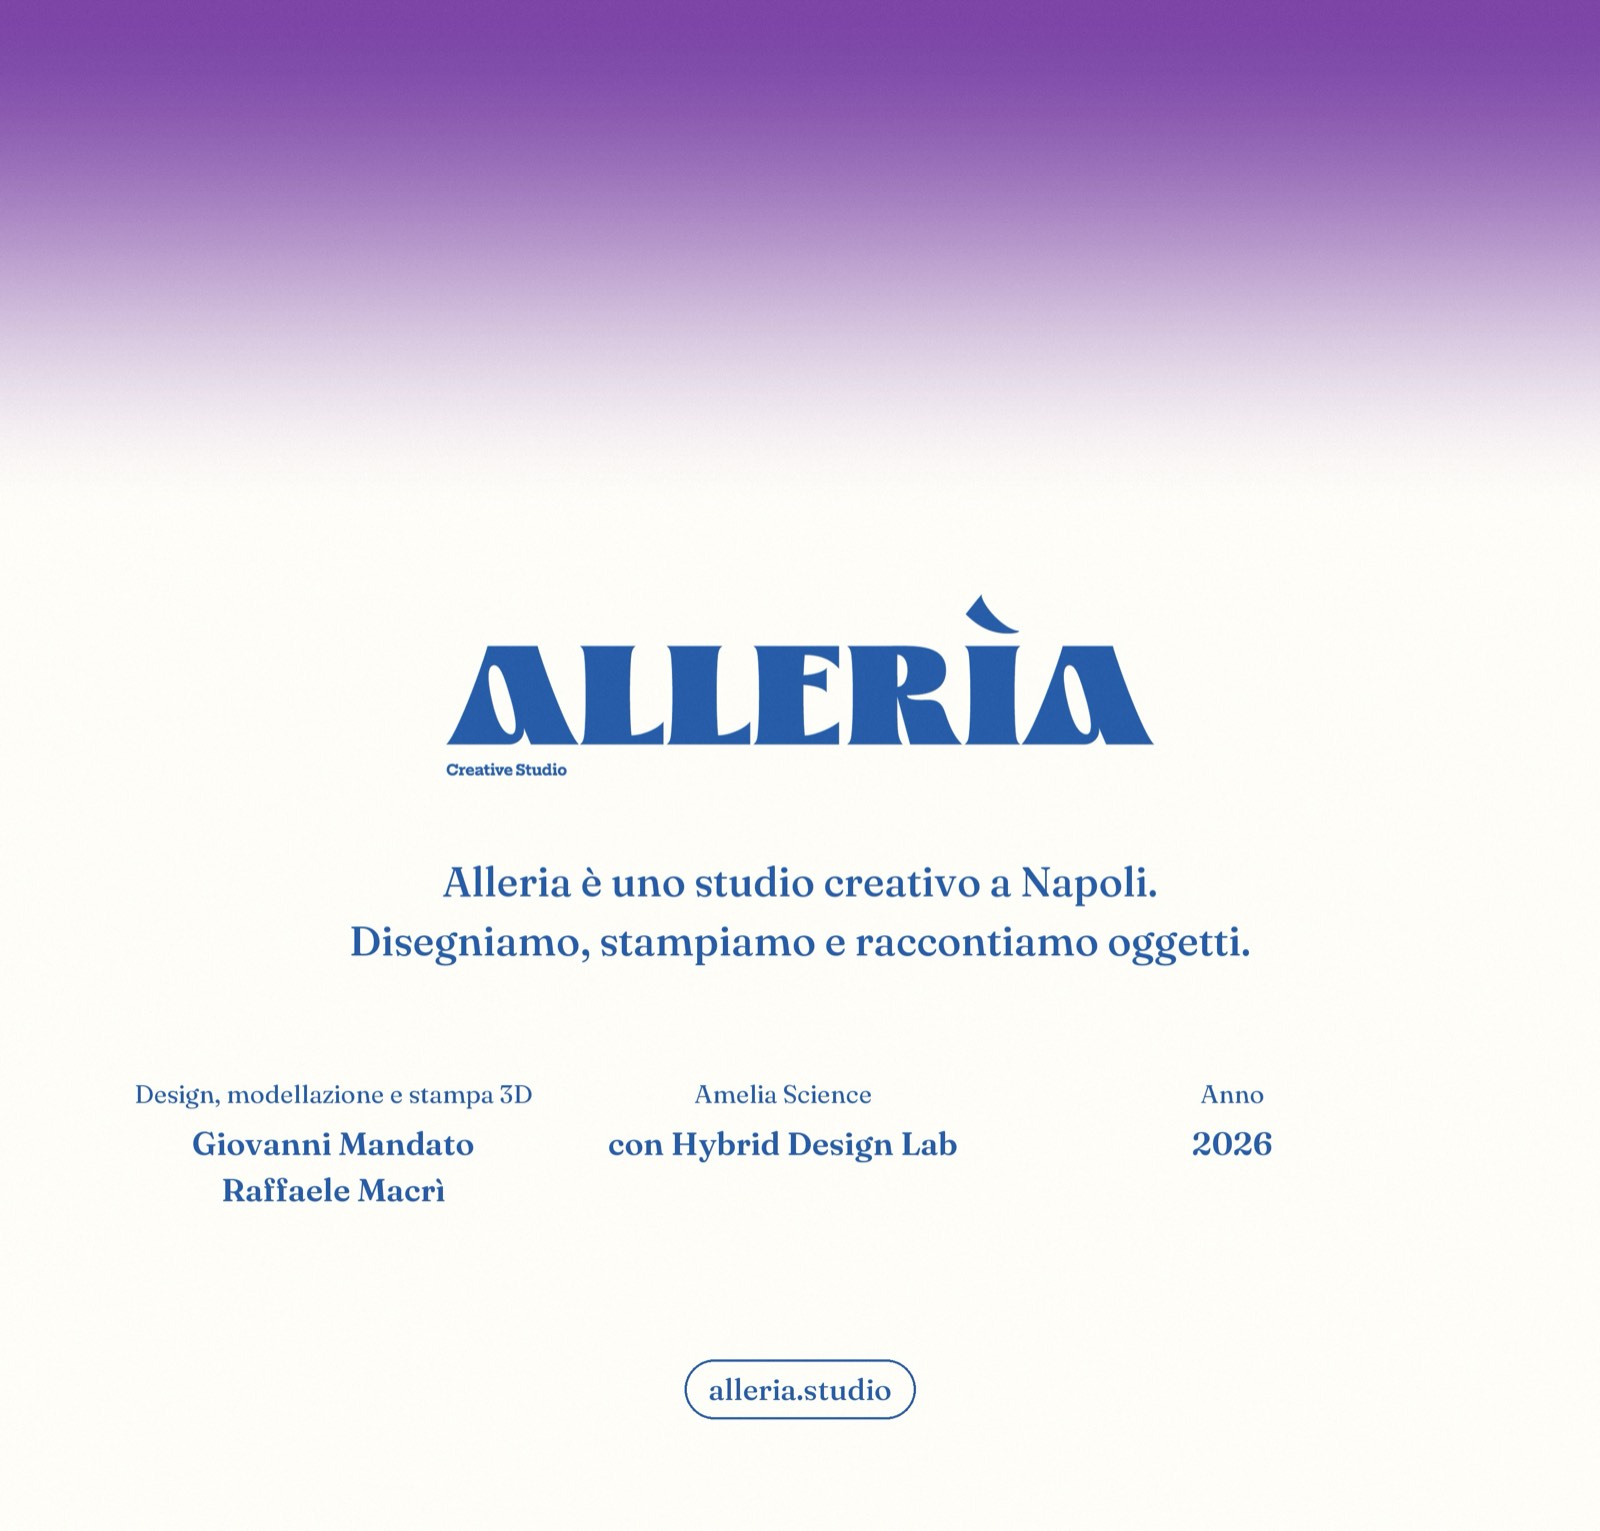 ALLERÌA
Creative Studio
Alleria è uno studio creativo a Napoli.
Disegniamo, stampiamo e raccontiamo oggetti.
Design, modellazione e stampa 3D
Giovanni Mandato
Raffaele Macrì
Amelia Science
con Hybrid Design Lab
Anno
2026
alleria.studio